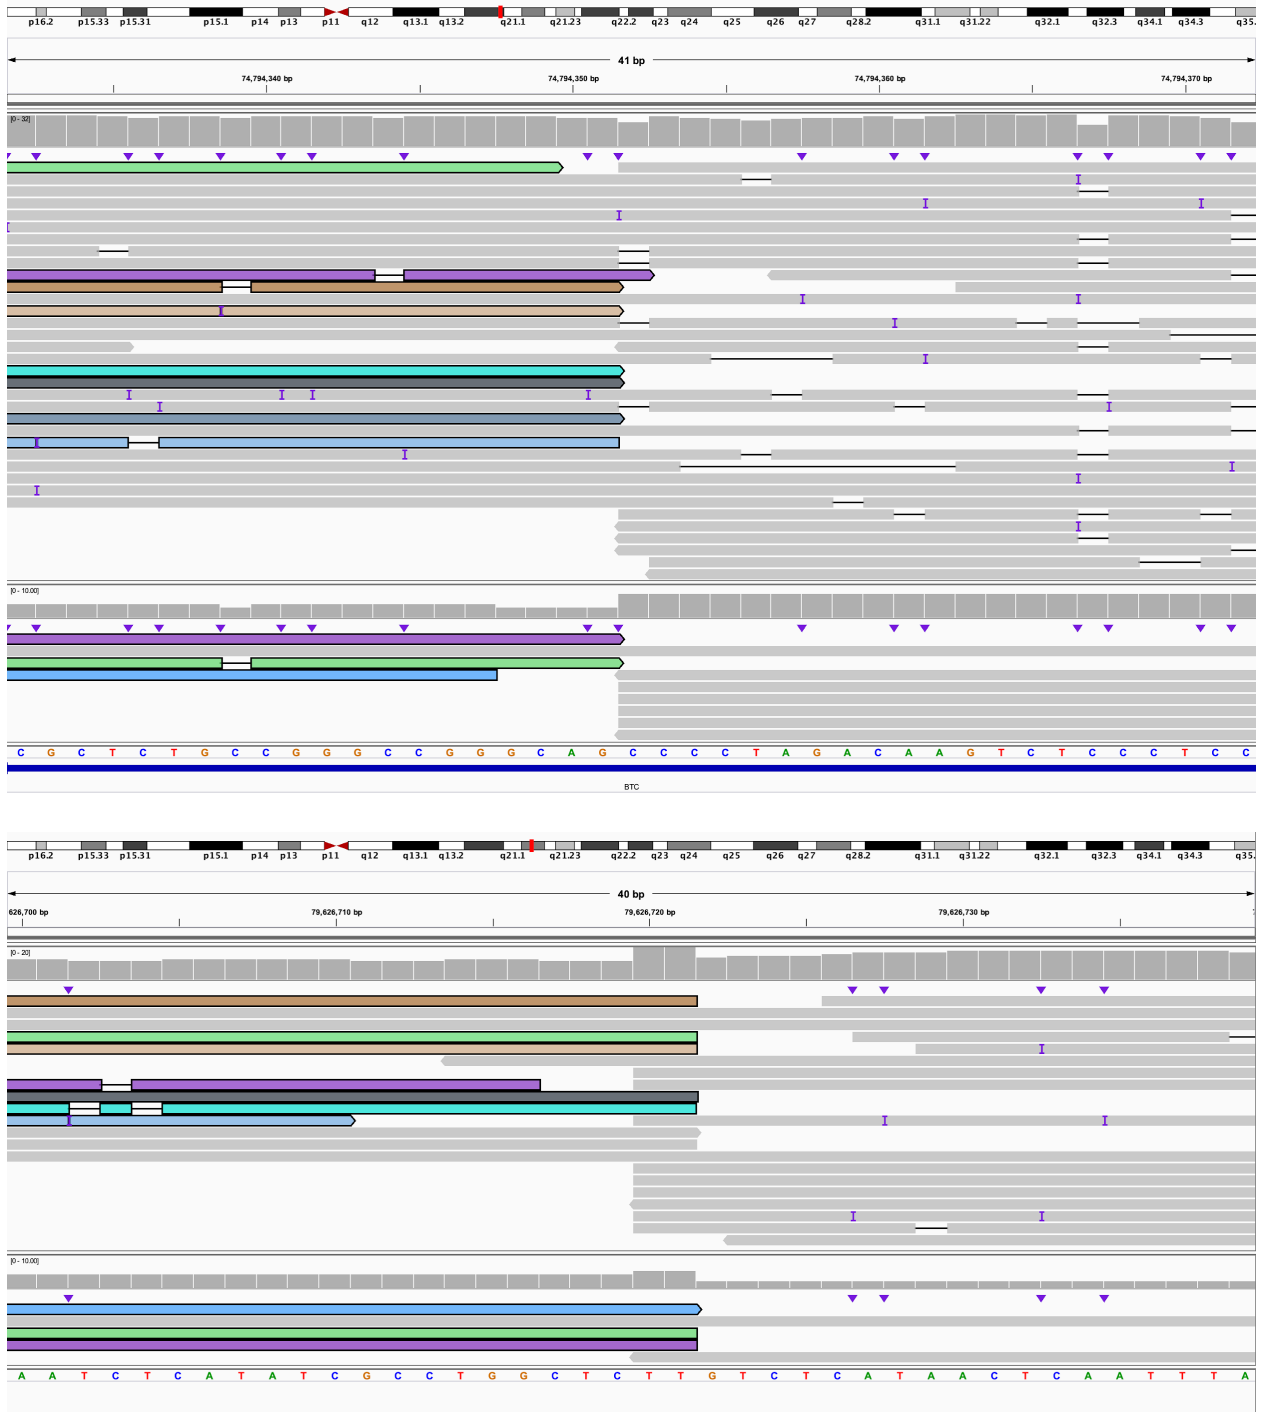 p16.2 p15.33 p15.31 p15.1 p14 p13 p11 q12 q13.1 q13.2 q21.1 q21.23 q22.2 q23 q24 q25 q26 q27 q28.2 q31.1 q31.22 q32.1 q32.3 q34.1 q34.3 q35.
41 bp
74,794,340 bp 74,794,350 bp 74,794,360 bp 74,794,370 bp
[0 - 32]
[0 - 10.00]
C G C T C T G C C G G G C C G G G C A G C C C C T A G A C A A G T C T C C C T C C
BTC
p16.2 p15.33 p15.31 p15.1 p14 p13 p11 q12 q13.1 q13.2 q21.1 q21.23 q22.2 q23 q24 q25 q26 q27 q28.2 q31.1 q31.22 q32.1 q32.3 q34.1 q34.3 q35.
40 bp
626,700 bp 79,626,710 bp 79,626,720 bp 79,626,730 bp
[0 - 20]
[0 - 10.00]
A A T C T C A T A T C G C C T G G C T C T T G T C T C A T A A C T C A A T T T A